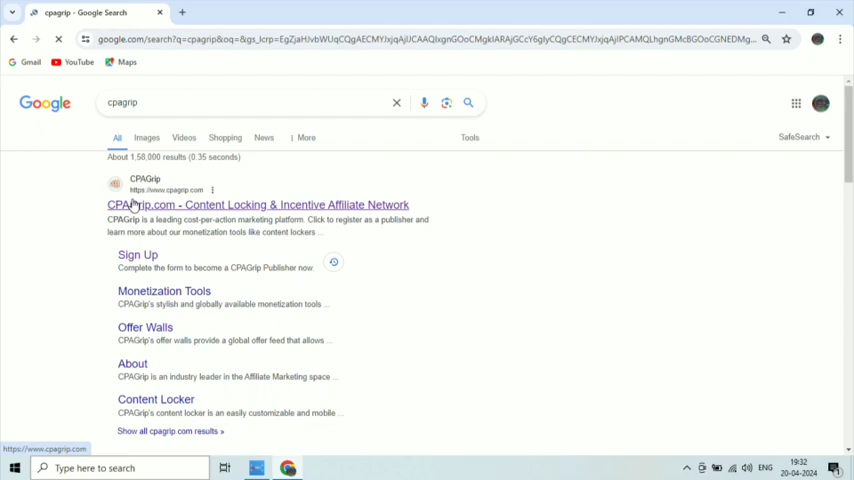 cpagrip - Google Search
google.com/search?q=cpagrip&oq=&gs_lcrp=
Gmail YouTube Maps
Google cpagrip
All Images Videos Shopping News More Tools SafeSearch
About 1,58,000 results (0.35 seconds)
CPAGrip
https://www.cpagrip.com
CPAGrip.com - Content Locking & Incentive Affiliate Network
CPAGrip is a leading cost-per-action marketing platform. Click to register as a publisher and
learn more about our monetization tools like content lockers ...
Sign Up
Complete the form to become a CPAGrip Publisher now.
Monetization Tools
CPAGrip's stylish and globally available monetization tools ...
Offer Walls
CPAGrip's offer walls provide a global offer feed that allows ...
About
CPAGrip is an industry leader in the Affiliate Marketing space ...
Content Locker
CPAGrip's content locker is an easily customizable and mobile ...
Show all cpagrip.com results »
https://www.cpagrip.com
Type here to search
ENG
19:32
20-04-2024
1